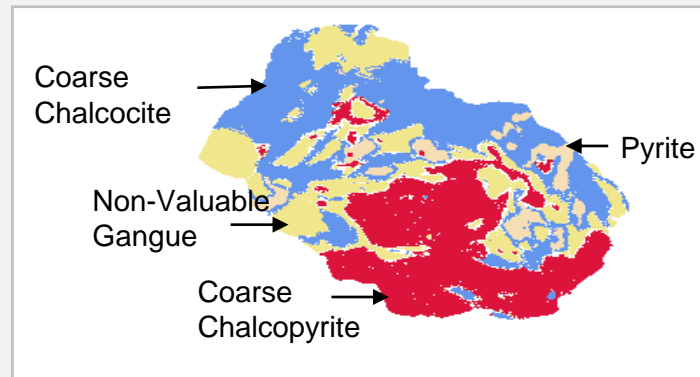 Coarse
Chalcocite
Pyrite
Non-Valuable
Gangue
Coarse
Chalcopyrite